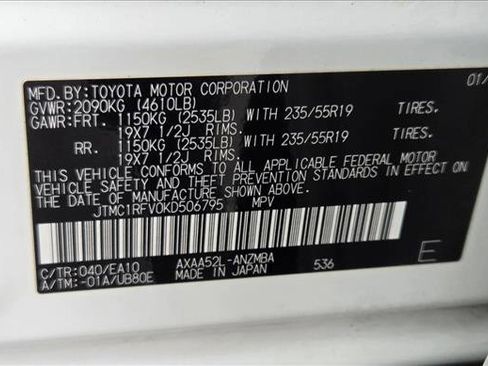 MFD.BY:TOYOTA MOTOR CORPORATION 01/
GVWR:2090KG (4610LB)
GAWR:FRT. 1150KG (2535LB) WITH 235/55R19 TIRES.
19X7 1/2J RIMS.
RR. 1150KG (2535LB) WITH 235/55R19 TIRES.
19X7 1/2J RIMS.
THIS VEHICLE CONFORMS TO ALL APPLICABLE FEDERAL MOTOR
VEHICLE SAFETY AND THEFT PREVENTION STANDARDS IN EFFECT ON
THE DATE OF MANUFACTURE SHOWN ABOVE.
JTMC1RFV0KD506795 MPV
E
C/TR:040/EA10 AXAA52L-ANZMBA
A/TM:-01A/UB80E MADE IN JAPAN 536